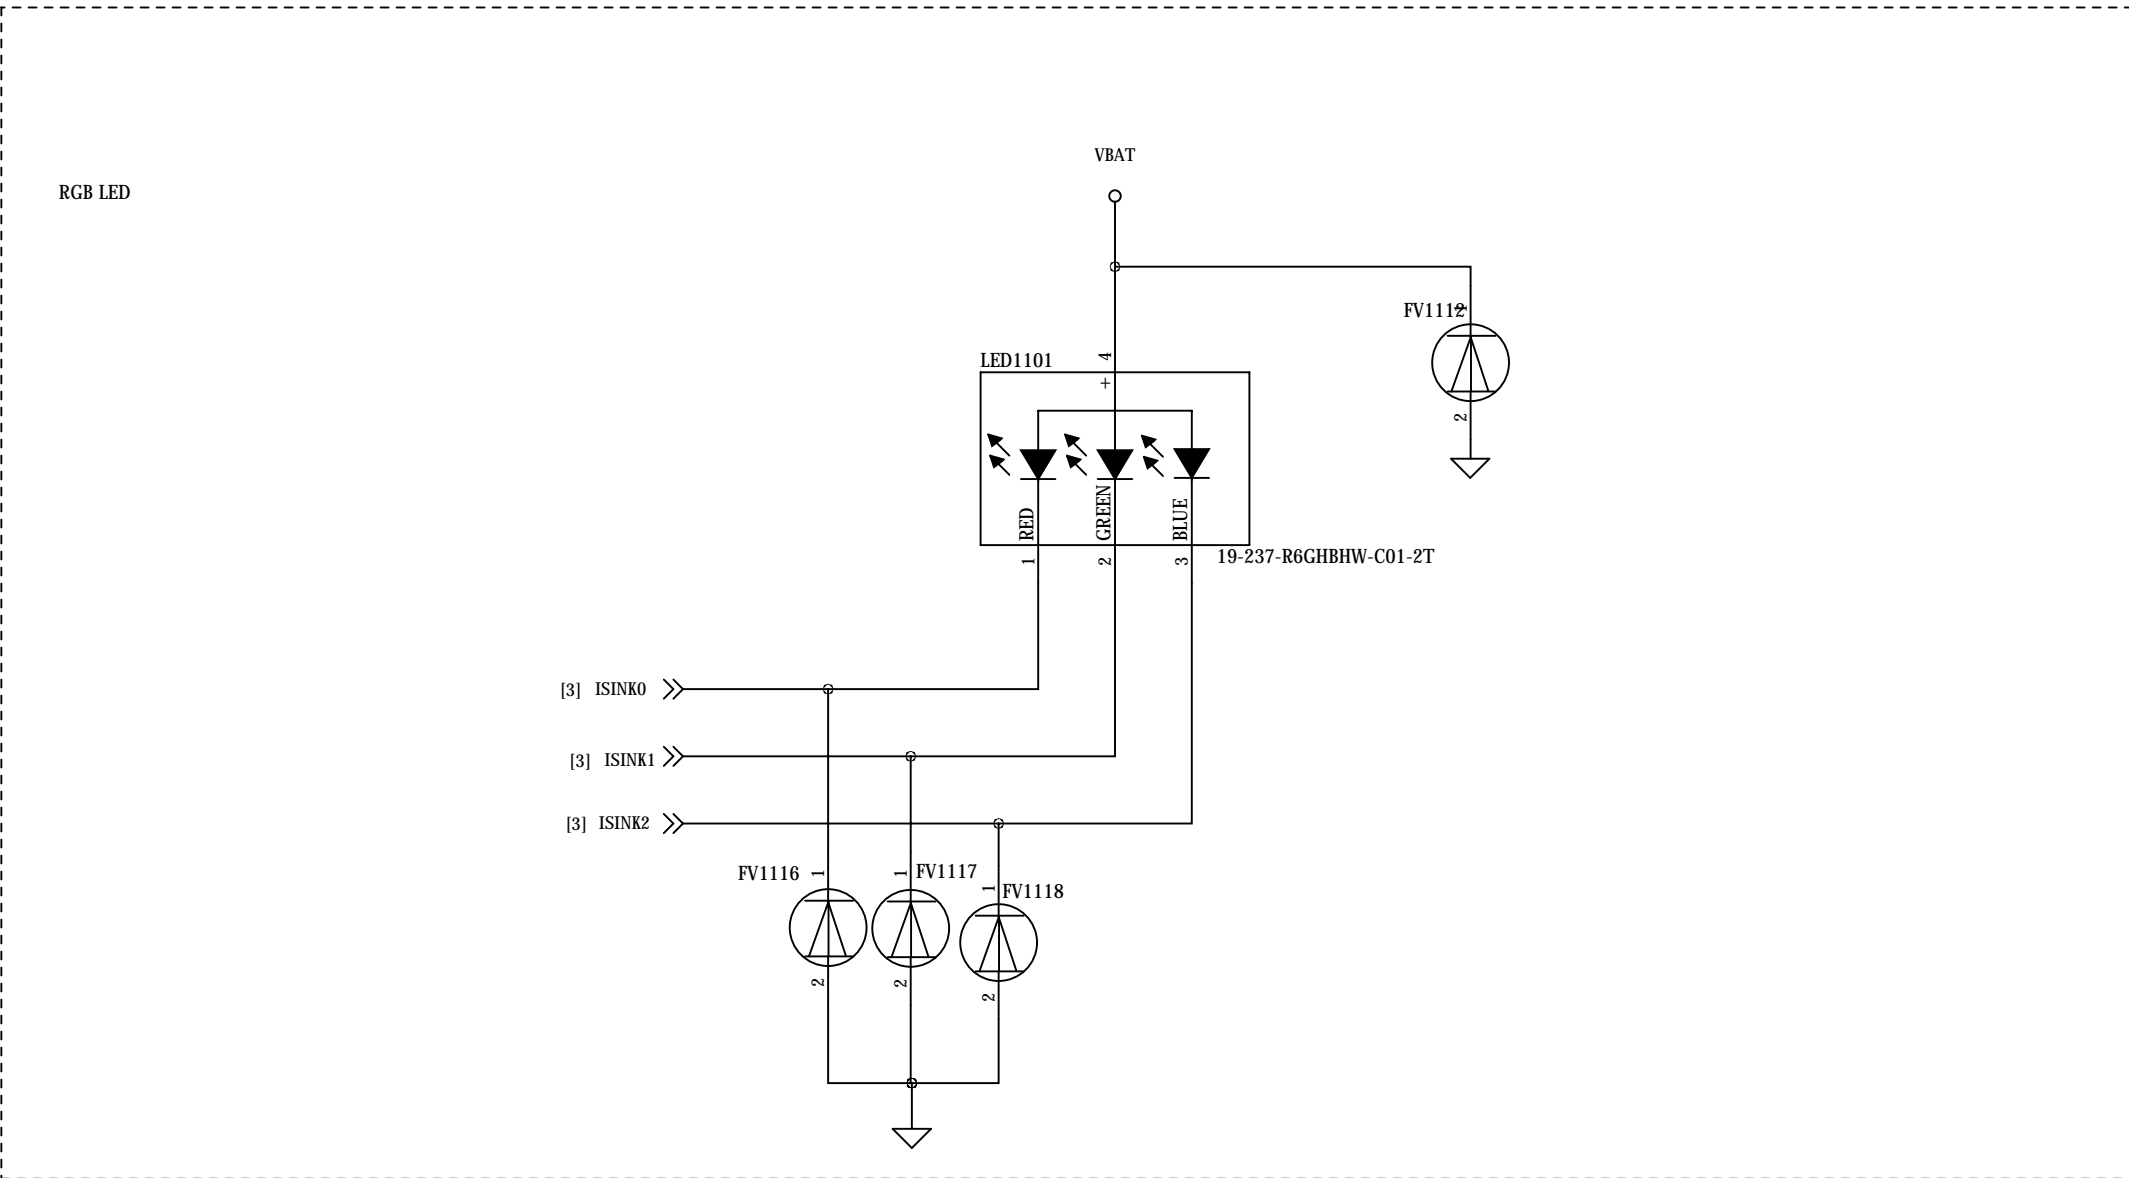 VBAT
RGB LED
FV1112
1
LED1101
4
+
2
RED
GREEN
BLUE
1
2
3
19-237-R6GHBHW-C01-2T
[3] ISINK0
[3] ISINK1
[3] ISINK2
FV1116
1
1
FV1117
1
FV1118
2
2
2